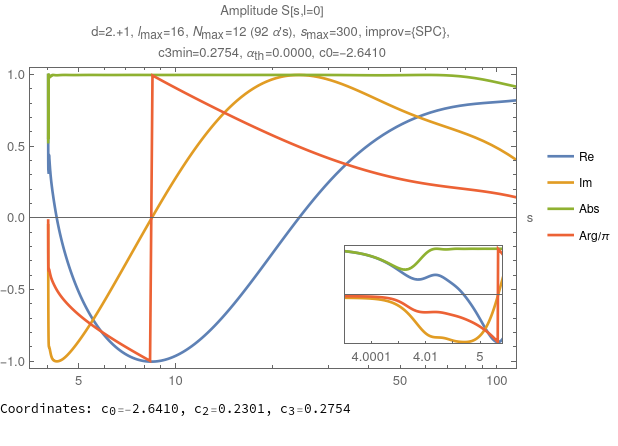 Amplitude S[s,l=0]
d=2.+1, lmax=16, Nmax=12 (92 α's), smax=300, improv={SPC},
c3min=0.2754, αth=0.0000, c0=-2.6410
1.0
0.5
0.0
-0.5
-1.0
5
10
50
100
s
4.0001
4.01
5
Re
Im
Abs
Arg/π
Coordinates: c0=-2.6410, c2=0.2301, c3=0.2754